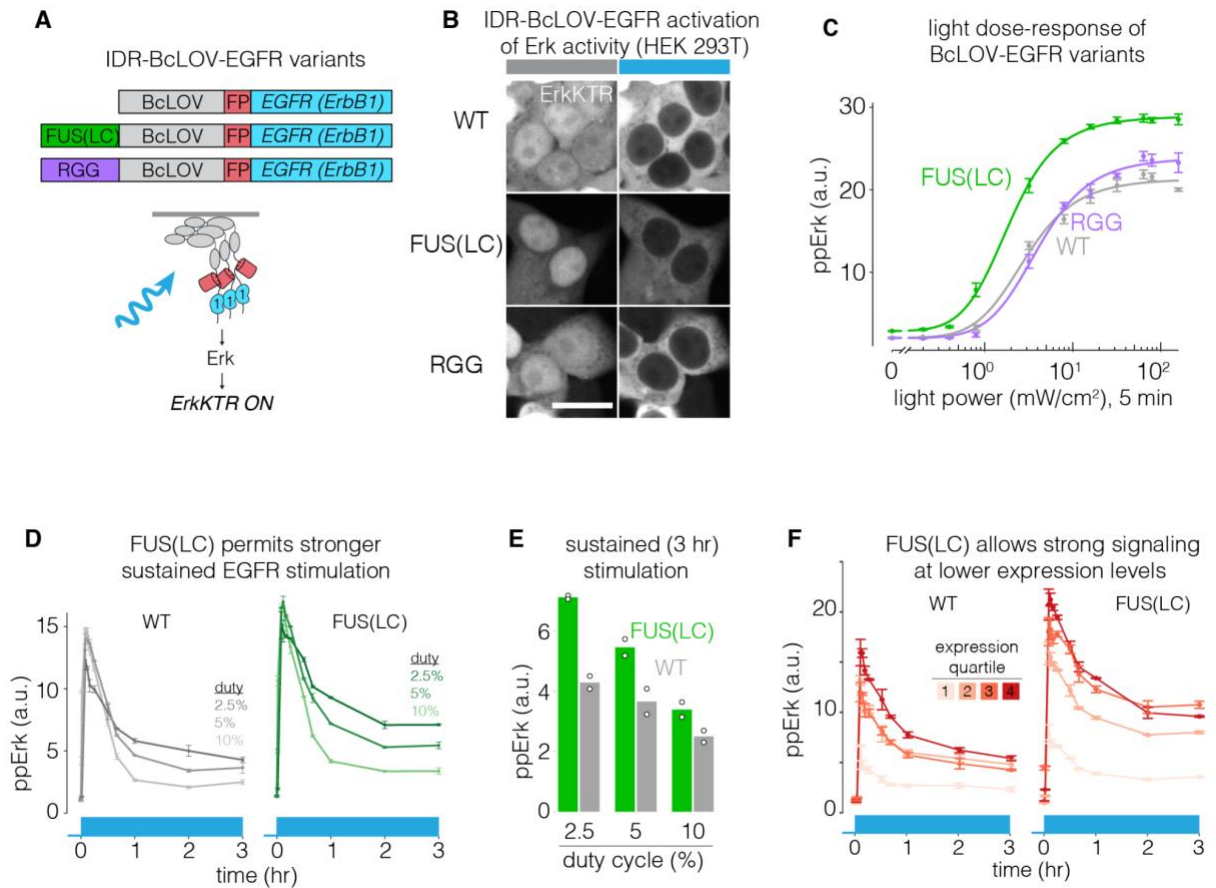 A
IDR-BcLOV-EGFR variants
BcLOV FP EGFR (ErbB1)
FUS(LC) BcLOV FP EGFR (ErbB1)
RGG BcLOV FP EGFR (ErbB1)
1 1 1
Erk
ErkKTR ON
B
IDR-BcLOV-EGFR activation
of Erk activity (HEK 293T)
ErkKTR
WT
FUS(LC)
RGG
C
light dose-response of
BcLOV-EGFR variants
ppErk (a.u.)
30
20
10
FUS(LC)
RGG
WT
0 10⁰ 10¹ 10²
light power (mW/cm²), 5 min
D
FUS(LC) permits stronger
sustained EGFR stimulation
WT
FUS(LC)
ppErk (a.u.)
15
10
5
0
duty
2.5%
5%
10%
duty
2.5%
5%
10%
0 1 2 3
0 1 2 3
time (hr)
E
sustained (3 hr)
stimulation
ppErk (a.u.)
6
4
2
0
FUS(LC)
WT
2.5 5 10
duty cycle (%)
F
FUS(LC) allows strong signaling
at lower expression levels
WT
FUS(LC)
ppErk (a.u.)
20
10
0
expression
quartile
1 2 3 4
0 1 2 3
0 1 2 3
time (hr)